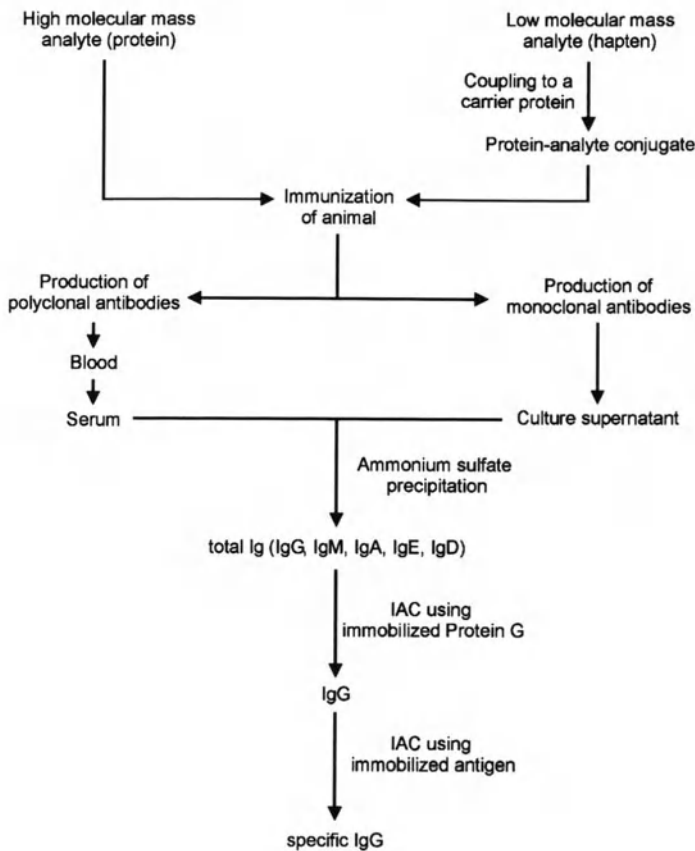 High molecular mass
analyte (protein)
Low molecular mass
analyte (hapten)
Coupling to a
carrier protein
Protein-analyte conjugate
Immunization
of animal
Production of
polyclonal antibodies
Production of
monoclonal antibodies
Blood
Serum
Culture supernatant
Ammonium sulfate
precipitation
total Ig (IgG, IgM, IgA, IgE, IgD)
IAC using
immobilized Protein G
IgG
IAC using
immobilized antigen
specific IgG